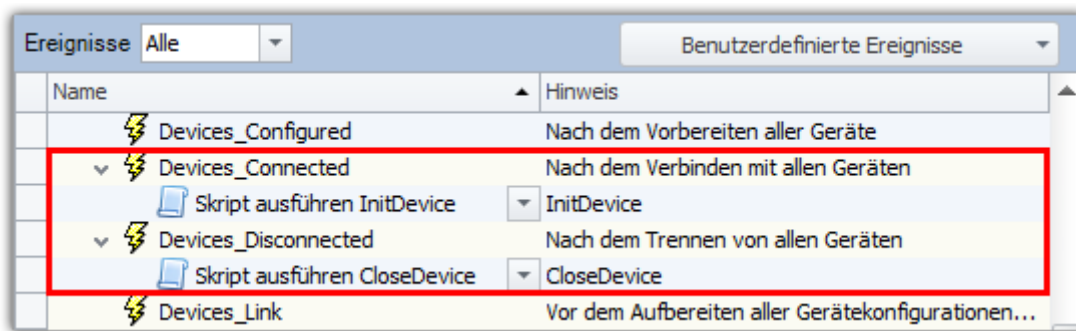 Ereignisse Alle Benutzerdefinierte Ereignisse
Name Hinweis
Devices_Configured Nach dem Vorbereiten aller Geräte
Devices_Connected Nach dem Verbinden mit allen Geräten
Skript ausführen InitDevice InitDevice
Devices_Disconnected Nach dem Trennen von allen Geräten
Skript ausführen CloseDevice CloseDevice
Devices_Link Vor dem Aufbereiten aller Gerätekonfigurationen...